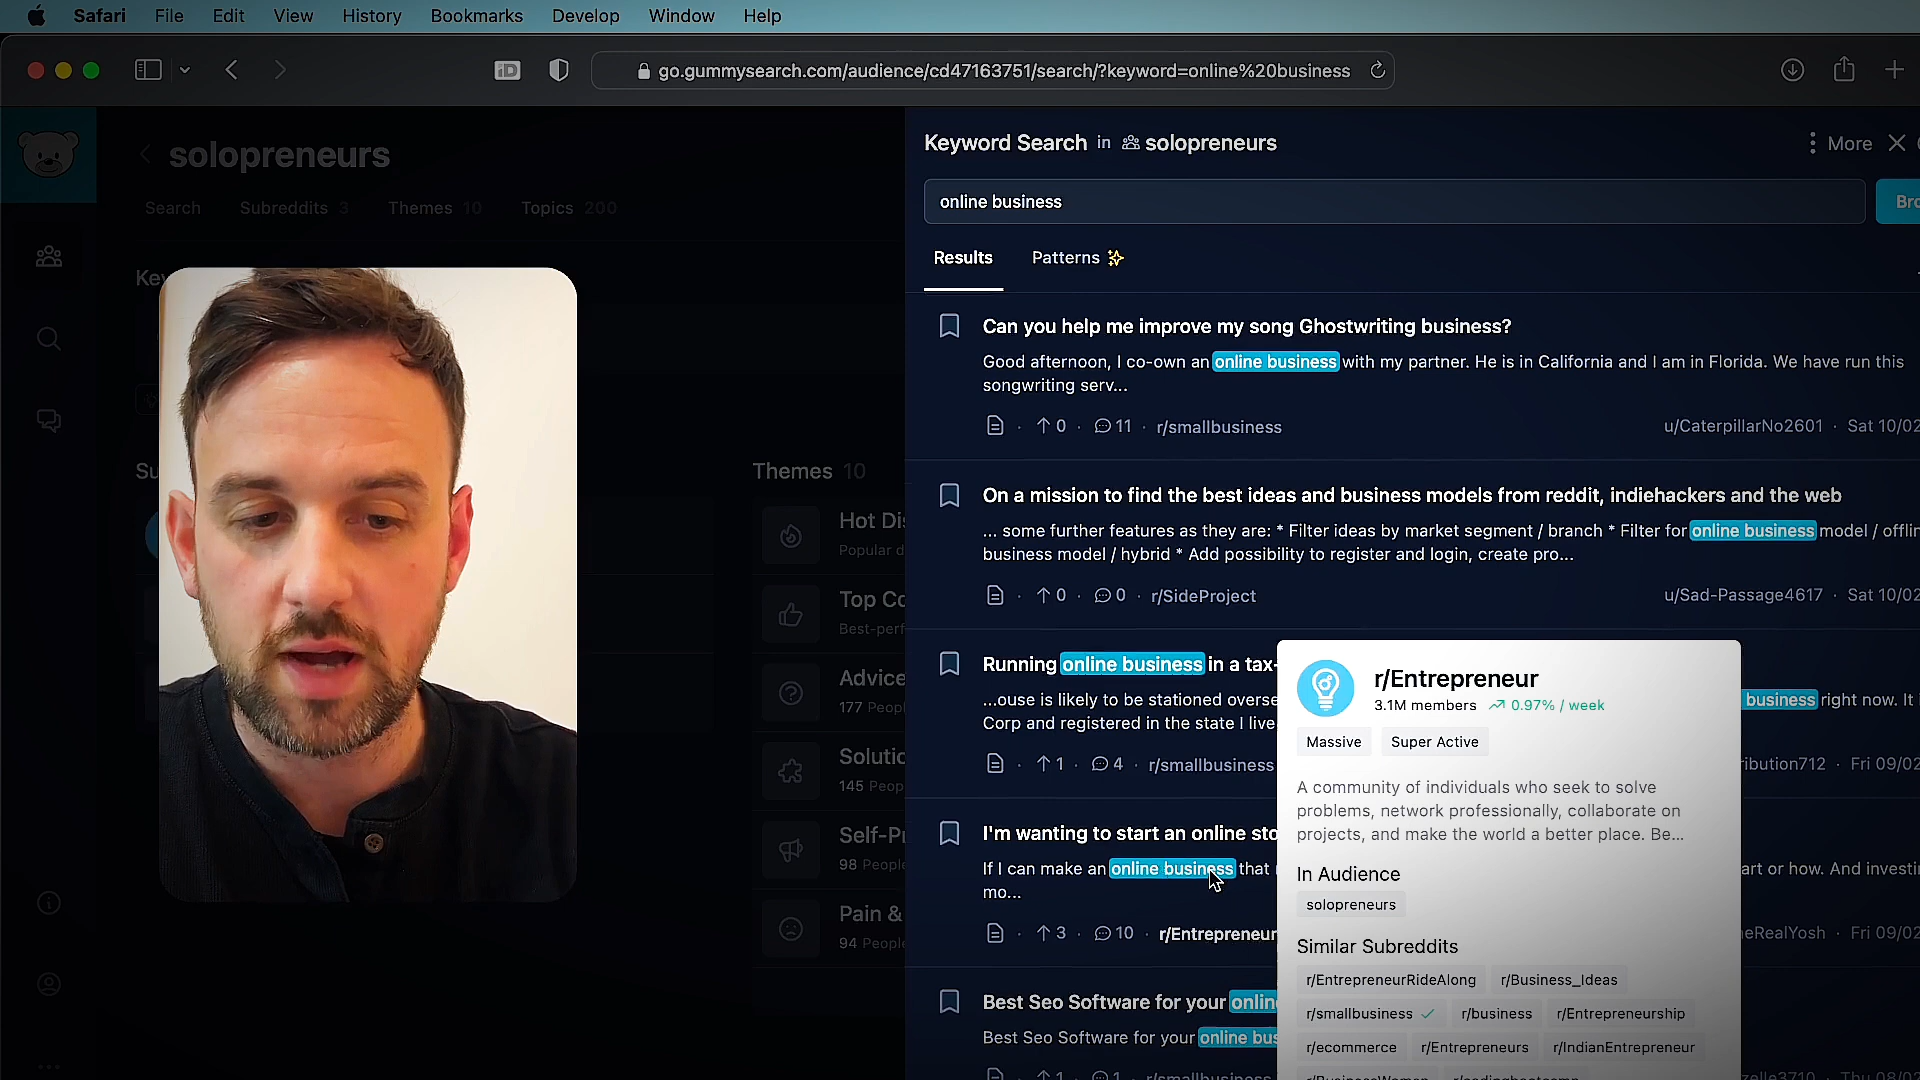 Safari File Edit View History Bookmarks Develop Window Help
iD
go.gummysearch.com/audience/cd47163751/search/?keyword=online%20business
solopreneurs
Search Subreddits 3 Themes 10 Topics 200
Themes 10
Popular
Advice
177
145
98
94
Keyword Search in solopreneurs
More
online business
Results Patterns
Can you help me improve my song Ghostwriting business?
Good afternoon, I co-own an online business with my partner. He is in California and I am in Florida. We have run this
songwriting serv...
0 · 11 · r/smallbusiness
u/CaterpillarNo2601 · Sat 10/02
On a mission to find the best ideas and business models from reddit, indiehackers and the web
... some further features as they are: * Filter ideas by market segment / branch * Filter for online business model / offlin
business model / hybrid * Add possibility to register and login, create pro...
0 · 0 · r/SideProject
u/Sad-Passage4617 · Sat 10/02
Running online business in a tax-
...ouse is likely to be stationed overse
business right now. It
Corp and registered in the state I live
1 · 4 · r/smallbusiness
ribution712 · Fri 09/02
I'm wanting to start an online sto
If I can make an online business that
art or how. And investi
mo...
3 · 10 · r/Entrepreneur
eRealYosh · Fri 09/02
Best Seo Software for your onlin
Best Seo Software for your online bus
1 · 1 · r/smallbusiness
zelle3710 · Thu 08/02
r/Entrepreneur
3.1M members 0.97% / week
Massive Super Active
A community of individuals who seek to solve
problems, network professionally, collaborate on
projects, and make the world a better place. Be...
In Audience
solopreneurs
Similar Subreddits
r/EntrepreneurRideAlong r/Business_Ideas
r/smallbusiness r/business r/Entrepreneurship
r/ecommerce r/Entrepreneurs r/IndianEntrepreneur